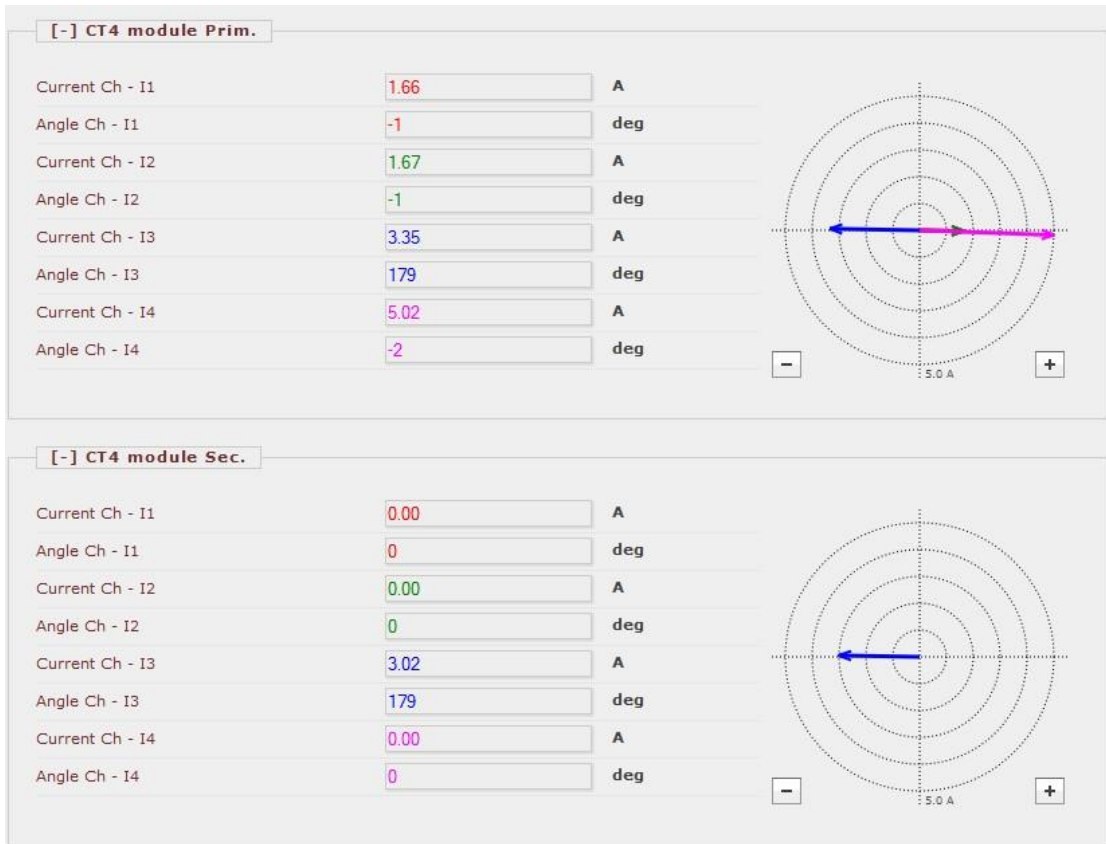 [-] CT4 module Prim.
Current Ch - I1 1.66 A
Angle Ch - I1 -1 deg
Current Ch - I2 1.67 A
Angle Ch - I2 -1 deg
Current Ch - I3 3.35 A
Angle Ch - I3 179 deg
Current Ch - I4 5.02 A
Angle Ch - I4 -2 deg
- 5.0 A +
[-] CT4 module Sec.
Current Ch - I1 0.00 A
Angle Ch - I1 0 deg
Current Ch - I2 0.00 A
Angle Ch - I2 0 deg
Current Ch - I3 3.02 A
Angle Ch - I3 179 deg
Current Ch - I4 0.00 A
Angle Ch - I4 0 deg
- 5.0 A +